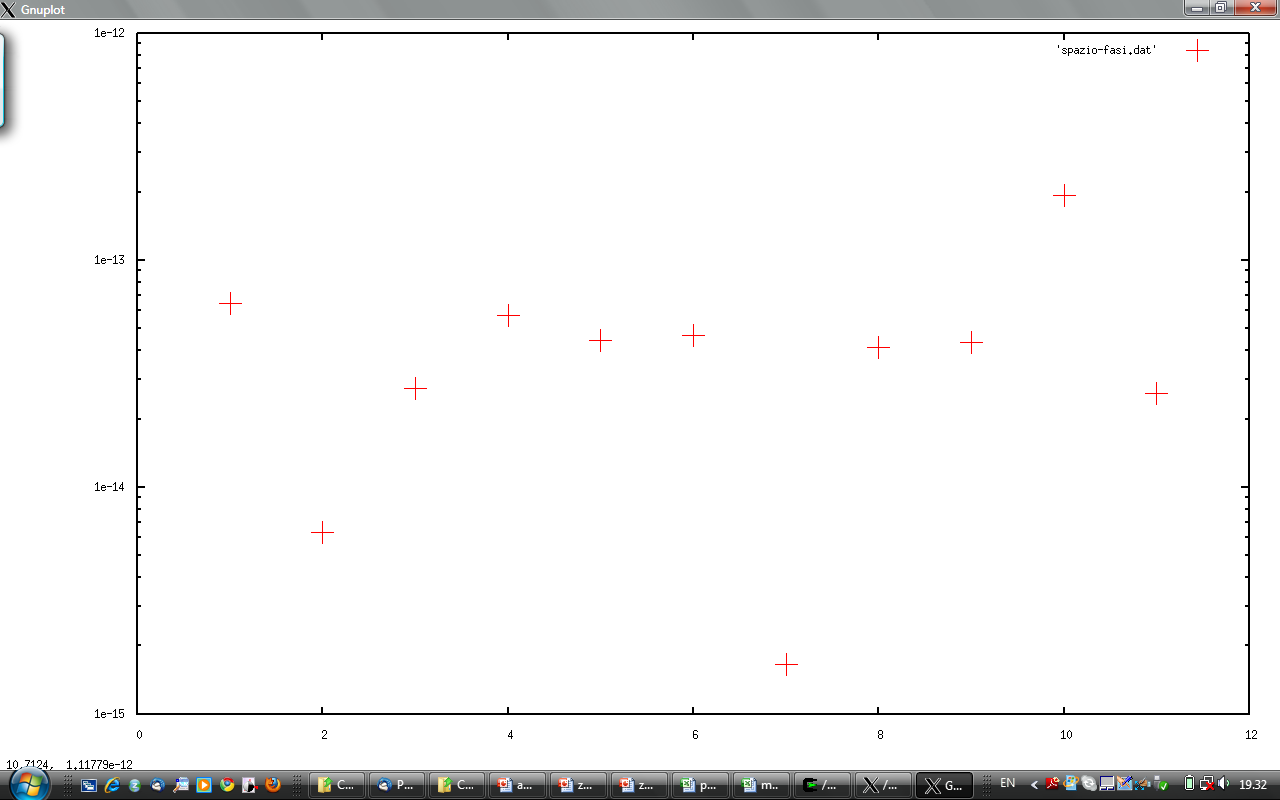 Gnuplot
1e-12
'spazio-fasi.dat'
1e-13
1e-14
1e-15
0 2 4 6 8 10 12
10.7124, 1.11779e-12
C... P... C... a... z... z... p... m... /... /... G... EN 19.32